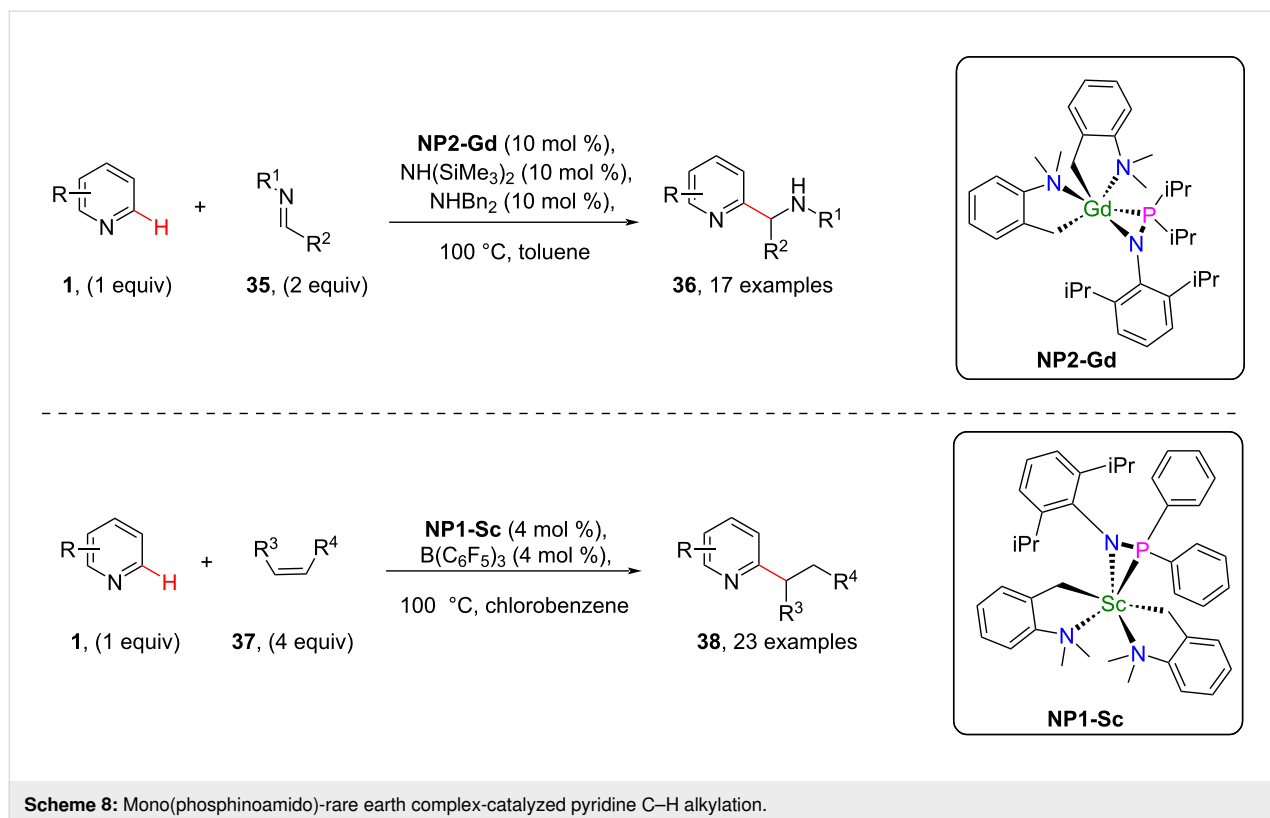 NP2-Gd (10 mol %),
NH(SiMe3)2 (10 mol %),
NHBn2 (10 mol %),
100 °C, toluene
R
N
H
+
R1
N
R2
R
N
H
N
R1
R2
1, (1 equiv)
35, (2 equiv)
36, 17 examples
N
N
Gd
P
iPr
iPr
N
iPr
iPr
NP2-Gd
NP1-Sc (4 mol %),
B(C6F5)3 (4 mol %),
100 °C, chlorobenzene
R
N
H
+
R3
R4
R
N
R4
R3
1, (1 equiv)
37, (4 equiv)
38, 23 examples
iPr
iPr
N
P
Sc
N
N
NP1-Sc
Scheme 8: Mono(phosphinoamido)-rare earth complex-catalyzed pyridine C–H alkylation.